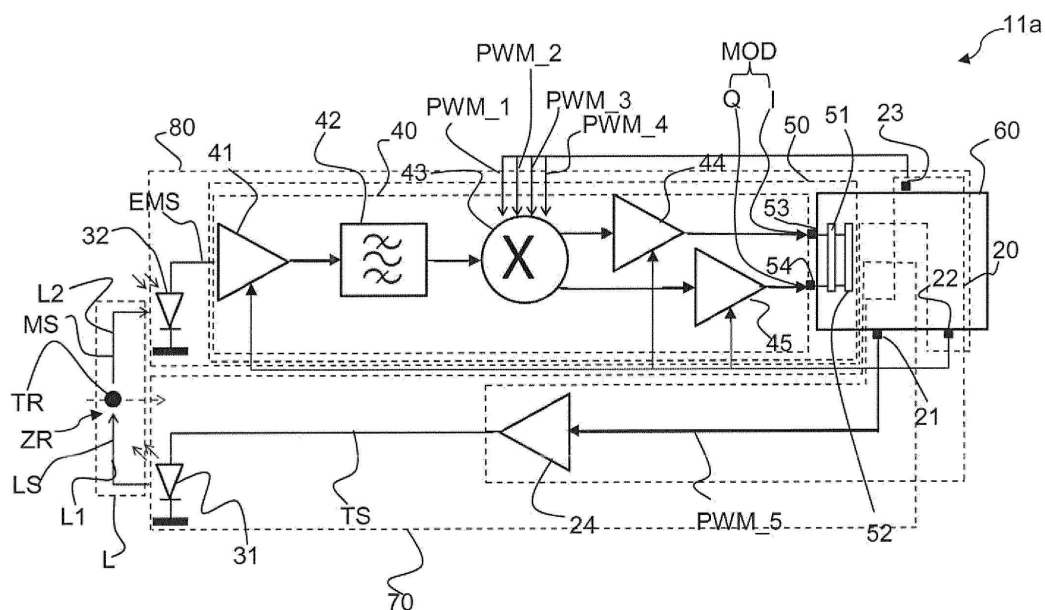 11a
PWM_2
MOD
PWM_1
PWM_3
Q I
51
23
42
40
PWM_4
50
60
80
41
43
44
EMS
53
32
X
54
20
L2
22
MS
45
TR
21
ZR
LS
L1
TS
24
PWM_5
52
L
31
70